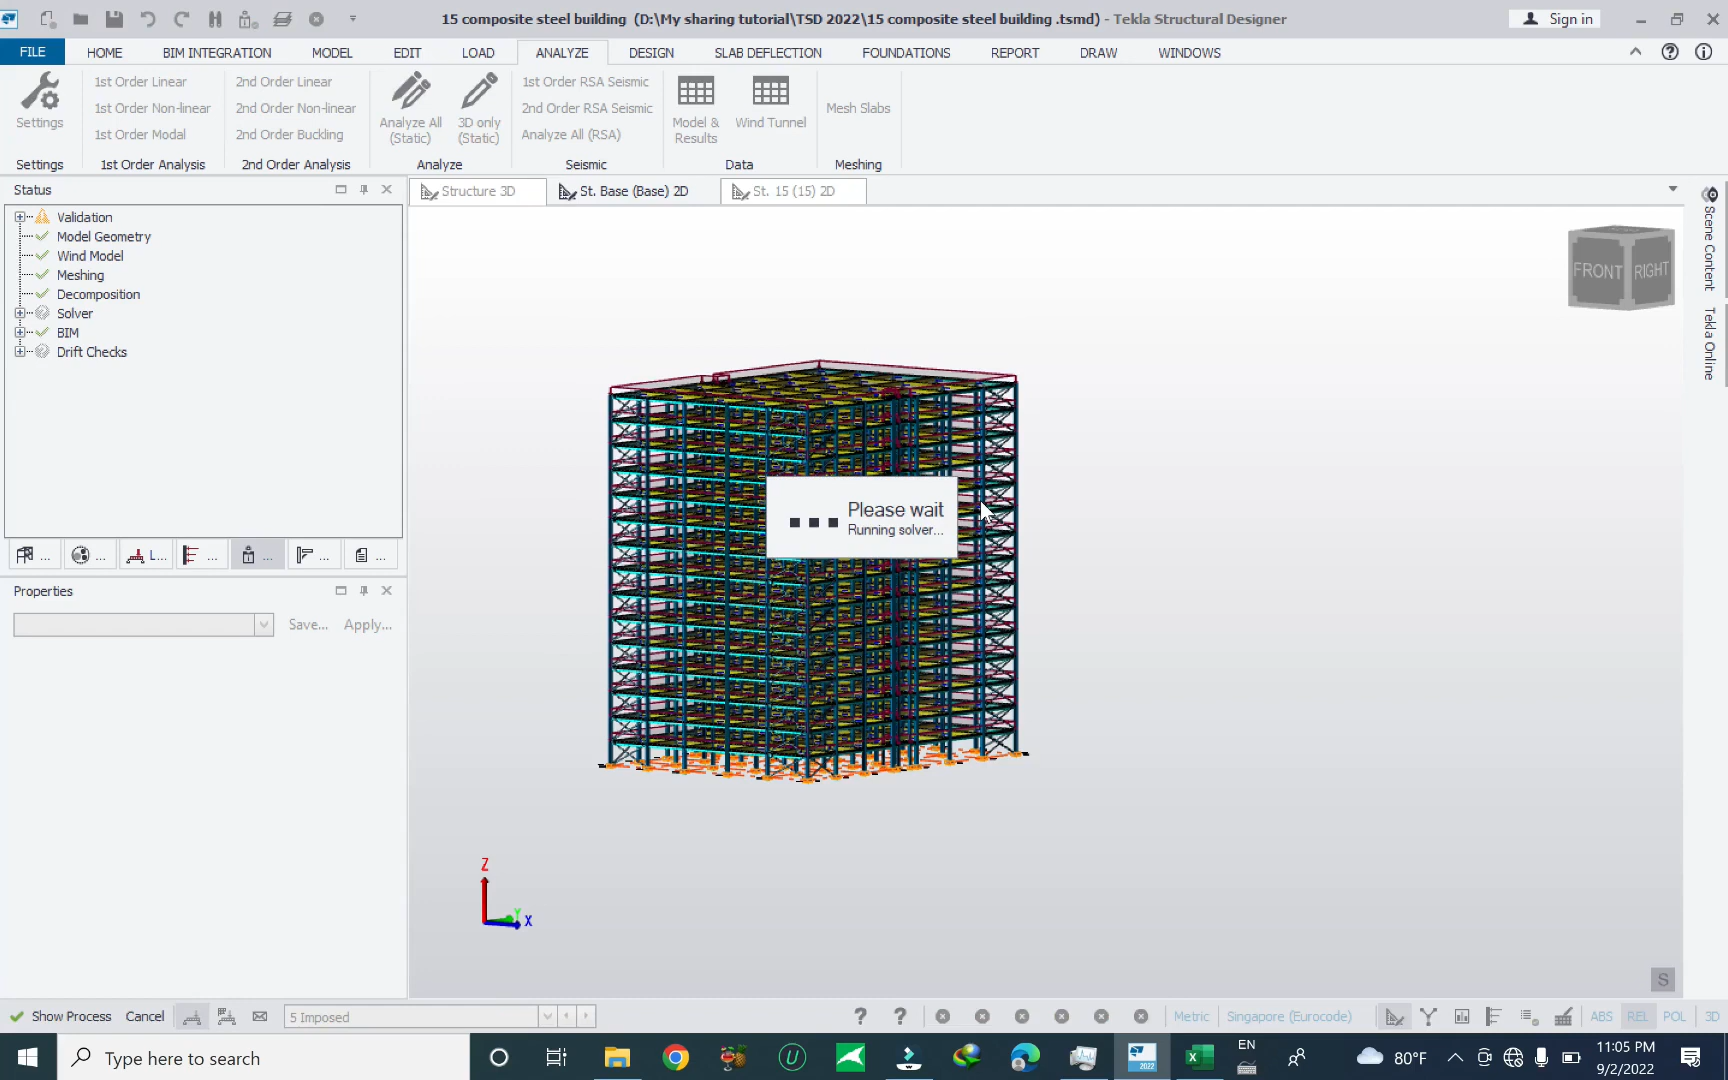 15 composite steel building (D:\My sharing tutorial\TSD 2022\15 composite steel building .tsmd) - Tekla Structural Designer
Sign in
FILE HOME BIM INTEGRATION MODEL EDIT LOAD ANALYZE DESIGN SLAB DEFLECTION FOUNDATIONS REPORT DRAW WINDOWS
Settings
1st Order Linear
1st Order Non-linear
1st Order Modal
2nd Order Linear
2nd Order Non-linear
2nd Order Buckling
Analyze All
(Static)
3D only
(Static)
1st Order RSA Seismic
2nd Order RSA Seismic
Analyze All (RSA)
Model &
Results
Wind Tunnel
Mesh Slabs
Settings 1st Order Analysis 2nd Order Analysis Analyze Seismic Data Meshing
Status
Structure 3D St. Base (Base) 2D St. 15 (15) 2D
Validation
Model Geometry
Wind Model
Meshing
Decomposition
Solver
BIM
Drift Checks
... ... L... ... ... ... ...
Properties
Save... Apply...
FRONT RIGHT
Scene Content
Tekla Online
Please wait
Running solver...
Z
Y
X
S
Show Process Cancel 5 Imposed ? ? Metric Singapore (Eurocode) ABS REL POL 3D
Type here to search
2022
EN
80°F
11:05 PM
9/2/2022